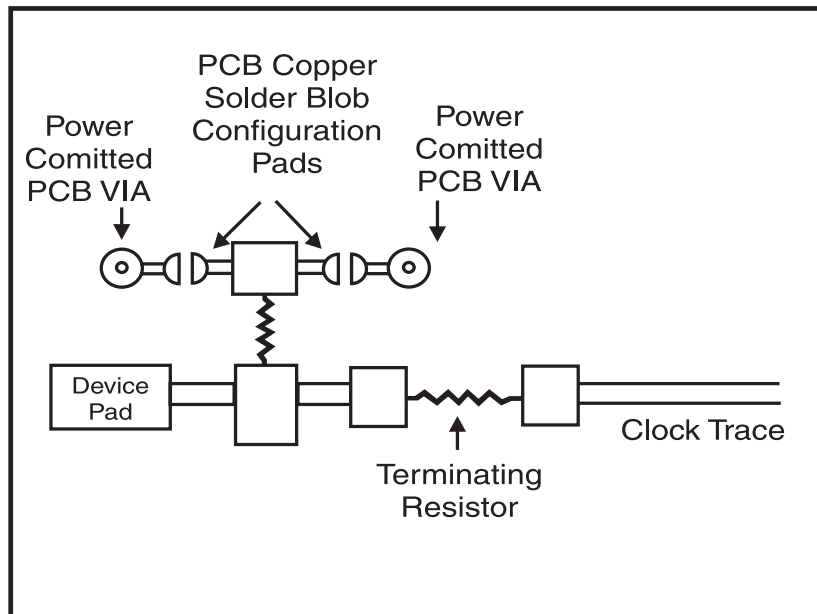 PCB Copper
Solder Blob
Configuration
Pads
Power
Comitted
PCB VIA
Power
Comitted
PCB VIA
Device
Pad
Clock Trace
Terminating
Resistor